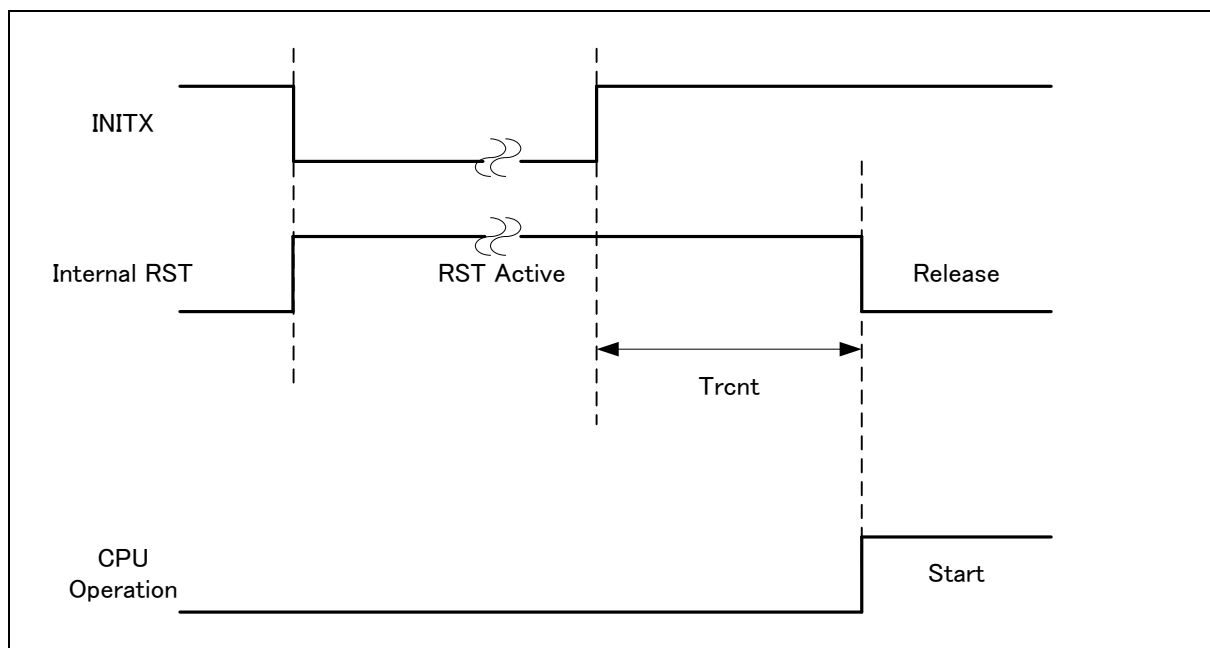 INITX
Internal RST
RST Active
Release
Trcnt
CPU
Operation
Start